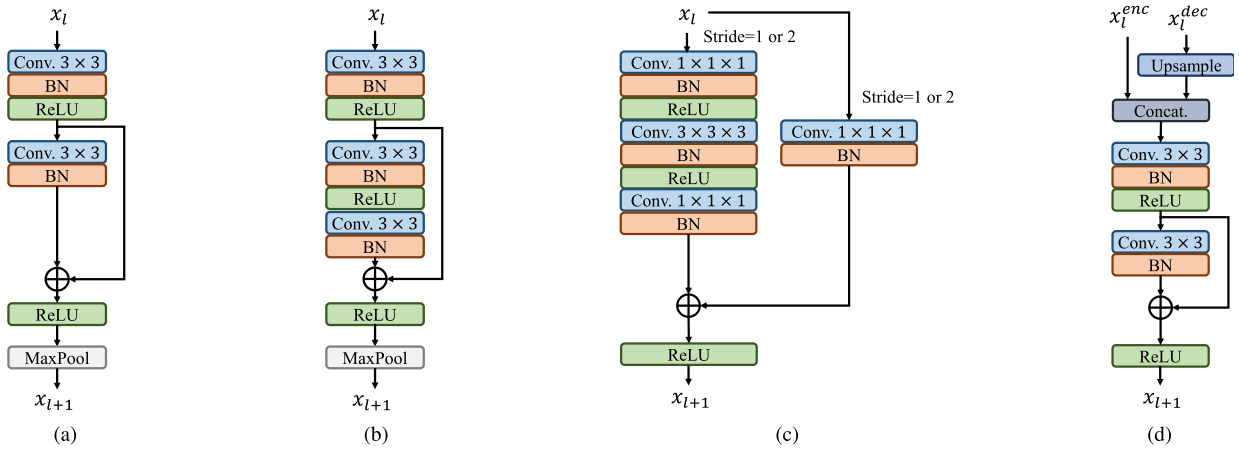 x_l
Conv. 3 × 3
BN
ReLU
Conv. 3 × 3
BN
ReLU
MaxPool
x_{l+1}
(a)
x_l
Conv. 3 × 3
BN
ReLU
Conv. 3 × 3
BN
ReLU
Conv. 3 × 3
BN
ReLU
MaxPool
x_{l+1}
(b)
x_l
Stride=1 or 2
Conv. 1 × 1 × 1
BN
ReLU
Conv. 3 × 3 × 3
BN
ReLU
Conv. 1 × 1 × 1
BN
Stride=1 or 2
Conv. 1 × 1 × 1
BN
ReLU
x_{l+1}
(c)
x_l^{enc}
x_l^{dec}
Upsample
Concat.
Conv. 3 × 3
BN
ReLU
Conv. 3 × 3
BN
ReLU
x_{l+1}
(d)